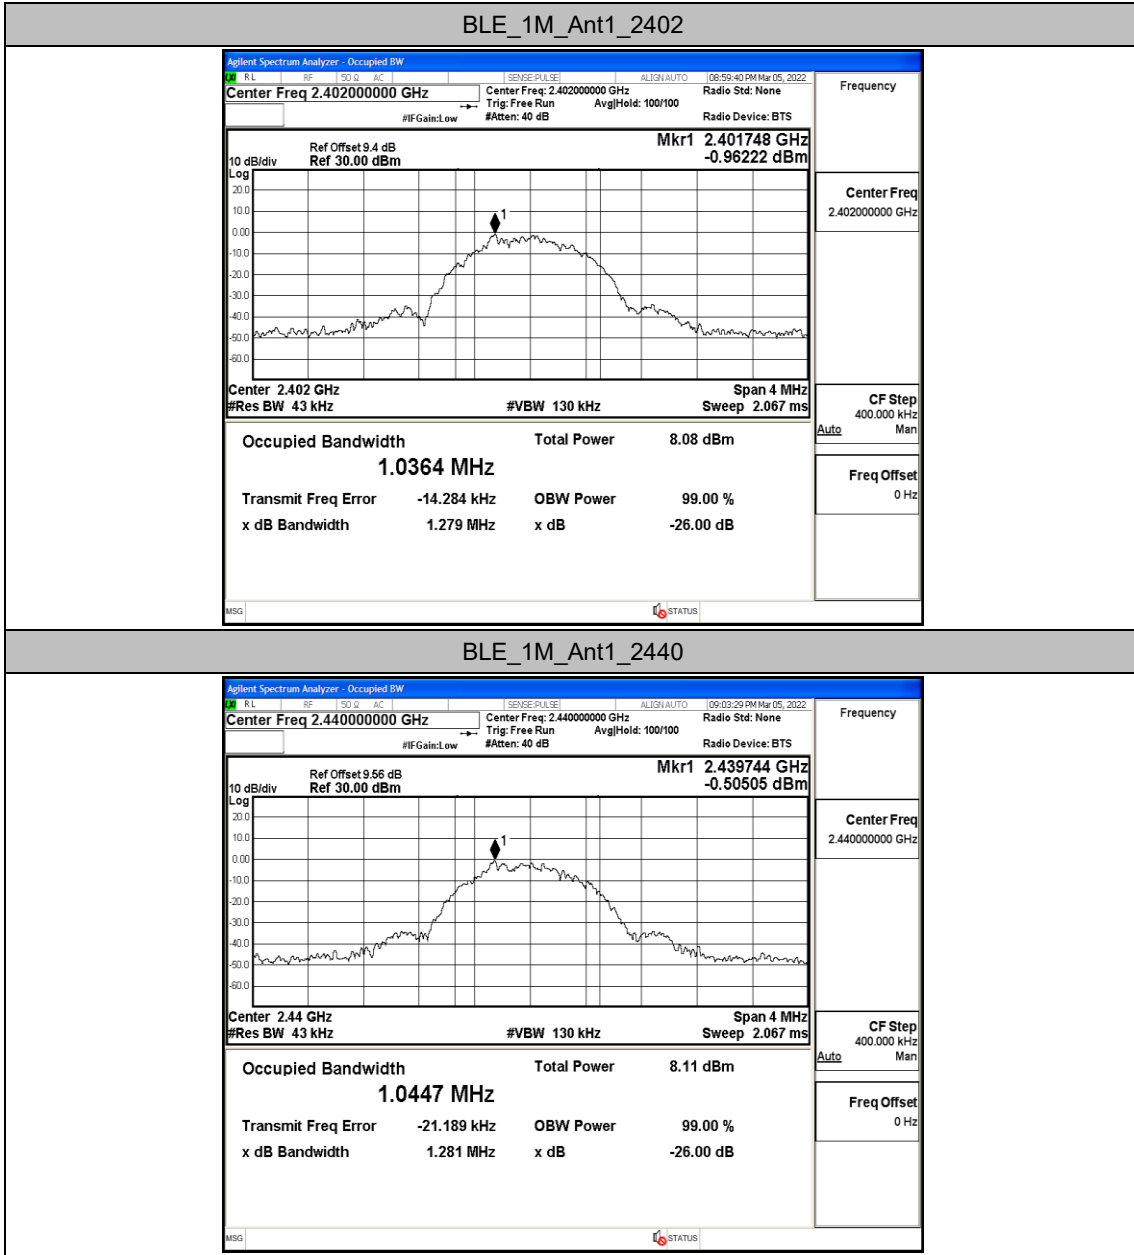 BLE_1M_Ant1_2402
Agilent Spectrum Analyzer - Occupied BW
LXI RL RF 50 Ω AC SENSE:PULSE ALIGN AUTO 08:59:40 PM Mar 05, 2022
Center Freq 2.402000000 GHz Center Freq: 2.402000000 GHz Radio Std: None
Trig: Free Run Avg|Hold: 100/100
#IFGain:Low #Atten: 40 dB Radio Device: BTS
Frequency
Mkr1 2.401748 GHz
-0.96222 dBm
Ref Offset 9.4 dB
10 dB/div Ref 30.00 dBm
Log
20.0
10.0
0.00
-10.0
-20.0
-30.0
-40.0
-50.0
-60.0
1
Center Freq
2.402000000 GHz
Center 2.402 GHz Span 4 MHz
#Res BW 43 kHz #VBW 130 kHz Sweep 2.067 ms
CF Step
400.000 kHz
Auto Man
Occupied Bandwidth Total Power 8.08 dBm
1.0364 MHz
Freq Offset
0 Hz
Transmit Freq Error -14.284 kHz OBW Power 99.00 %
x dB Bandwidth 1.279 MHz x dB -26.00 dB
MSG STATUS
BLE_1M_Ant1_2440
Agilent Spectrum Analyzer - Occupied BW
LXI RL RF 50 Ω AC SENSE:PULSE ALIGN AUTO 09:03:29 PM Mar 05, 2022
Center Freq 2.440000000 GHz Center Freq: 2.440000000 GHz Radio Std: None
Trig: Free Run Avg|Hold: 100/100
#IFGain:Low #Atten: 40 dB Radio Device: BTS
Frequency
Mkr1 2.439744 GHz
-0.50505 dBm
Ref Offset 9.56 dB
10 dB/div Ref 30.00 dBm
Log
20.0
10.0
0.00
-10.0
-20.0
-30.0
-40.0
-50.0
-60.0
1
Center Freq
2.440000000 GHz
Center 2.44 GHz Span 4 MHz
#Res BW 43 kHz #VBW 130 kHz Sweep 2.067 ms
CF Step
400.000 kHz
Auto Man
Occupied Bandwidth Total Power 8.11 dBm
1.0447 MHz
Freq Offset
0 Hz
Transmit Freq Error -21.189 kHz OBW Power 99.00 %
x dB Bandwidth 1.281 MHz x dB -26.00 dB
MSG STATUS